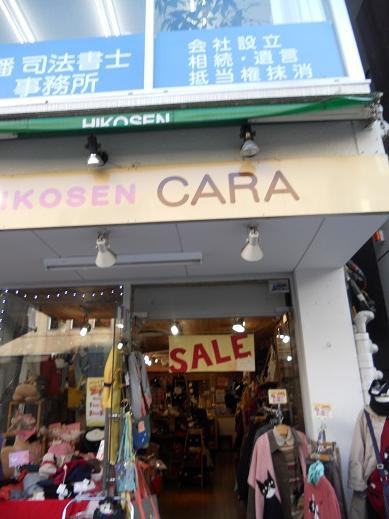 司法書士
事務所
会社設立
相続・遺言
抵当権抹消
HIKOSEN
IKOSEN CARA
SALE